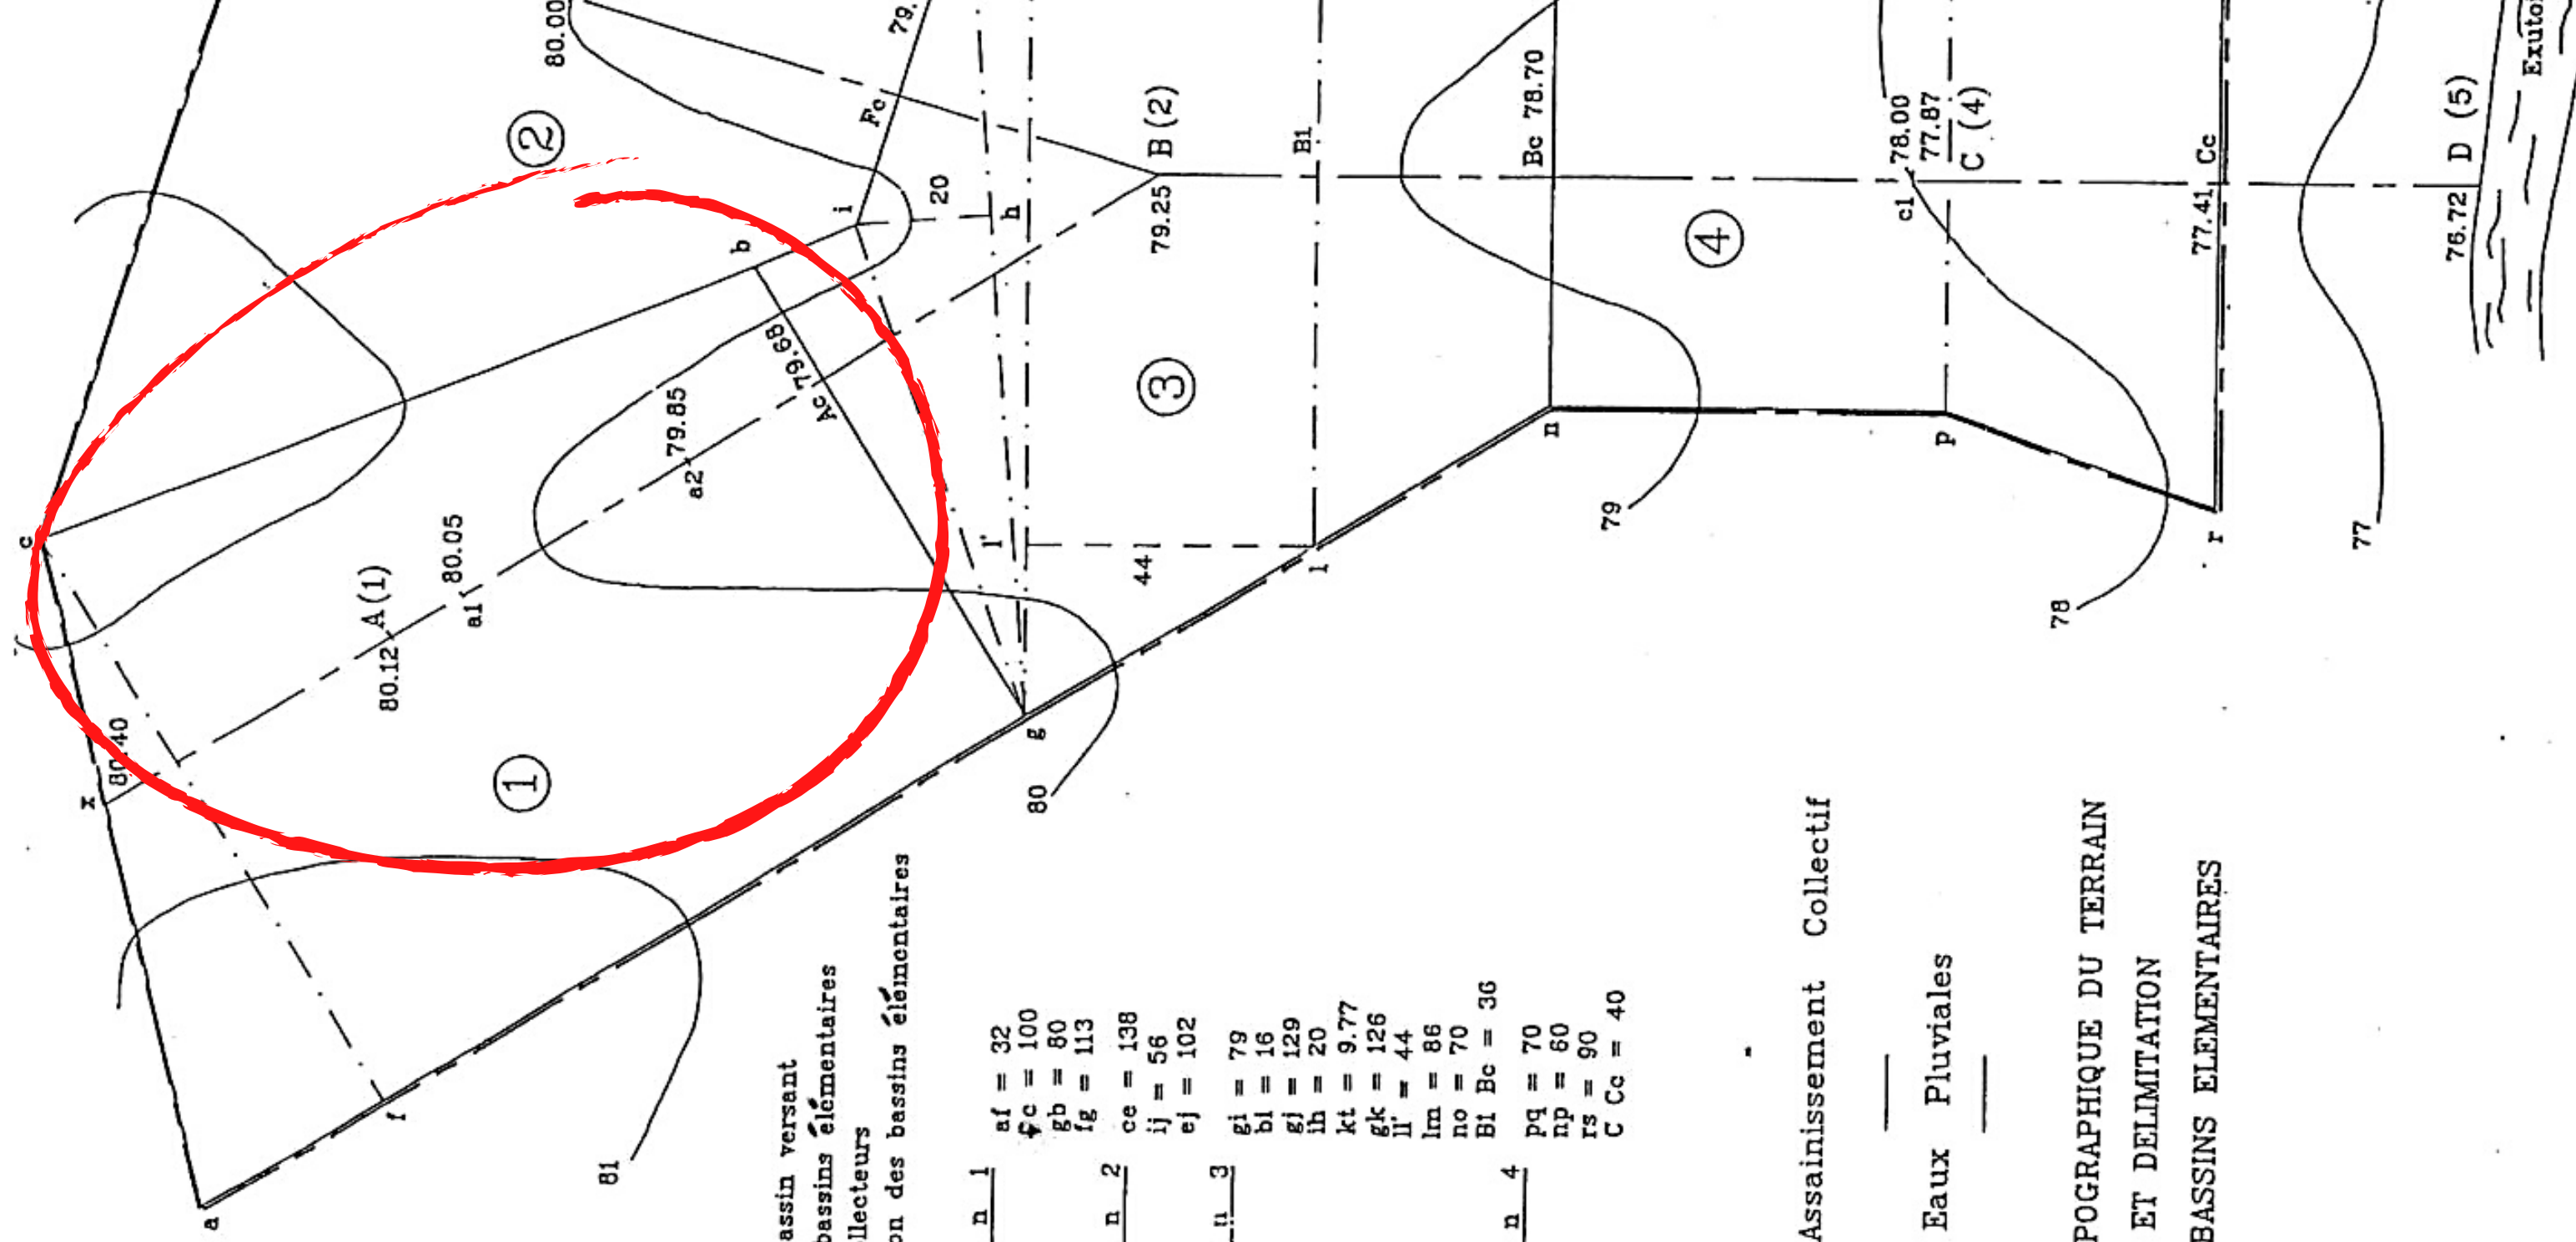 80.00
79.
②
Fc
i
20
h
b
B (2)
79.25
B1
Bc 78.70
④
78.00
77.87
C (4)
c1
Cc
77.41
D (5)
76.72
Exutoi
c
A (1)
80.12
a1
80.05
a2
79.85
Ac 79.68
③
l'
44
l
n
p
r
79
78
77
x
80.40
①
g
80
a
f
81
assin versant
bassins élémentaires
llecteurs
on des bassins élémentaires
n 1
af = 32
fc = 100
gb = 80
fg = 113
n 2
ce = 138
ij = 56
ej = 102
n 3
gi = 79
bl = 16
gj = 129
ih = 20
kt = 9.77
gk = 126
ll' = 44
lm = 86
no = 70
B1 Bc = 36
n 4
pq = 70
np = 60
rs = 90
C Cc = 40
Assainissement Collectif
Eaux Pluviales
POGRAPHIQUE DU TERRAIN
ET DELIMITATION
BASSINS ELEMENTAIRES